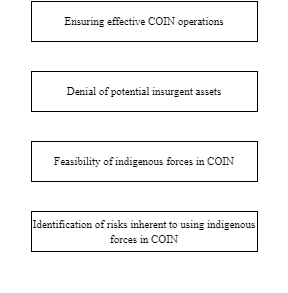 Ensuring effective COIN operations
Denial of potential insurgent assets
Feasibility of indigenous forces in COIN
Identification of risks inherent to using indigenous
forces in COIN